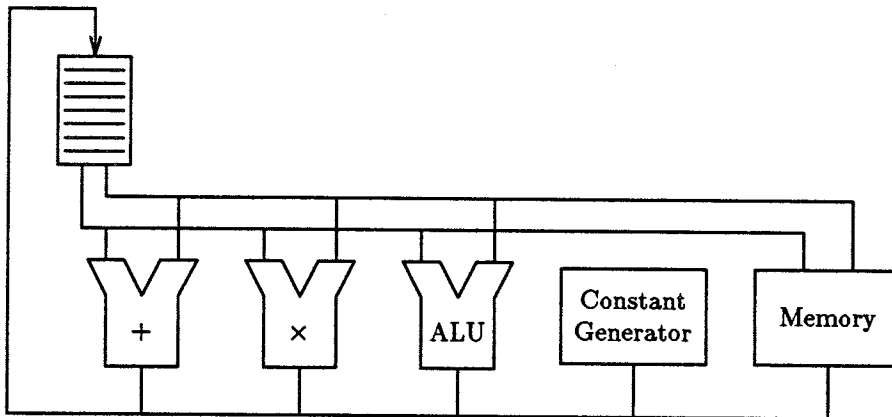 +
×
ALU
Constant
Generator
Memory